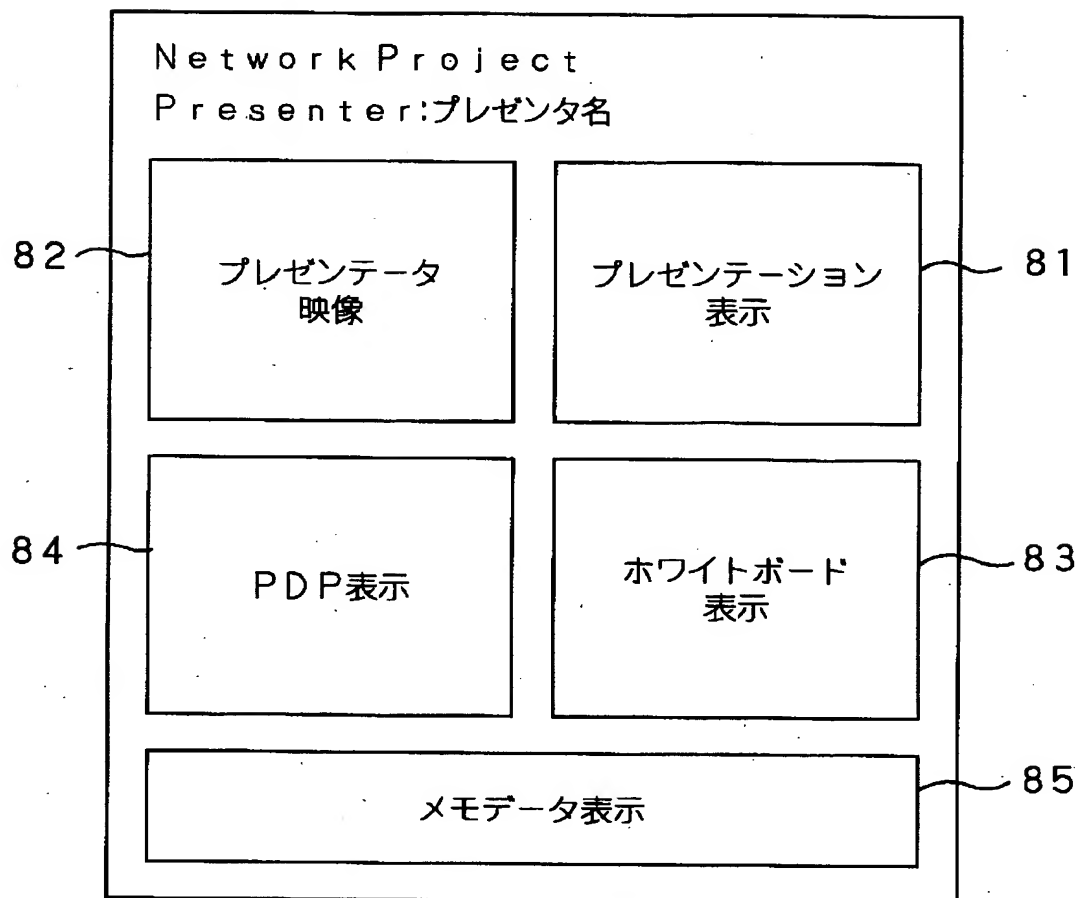 Network Project
Presenter:プレゼンタ名
82
プレゼンテータ
映像
プレゼンテーション
表示
81
84
PDP表示
ホワイトボード
表示
83
メモデータ表示
85